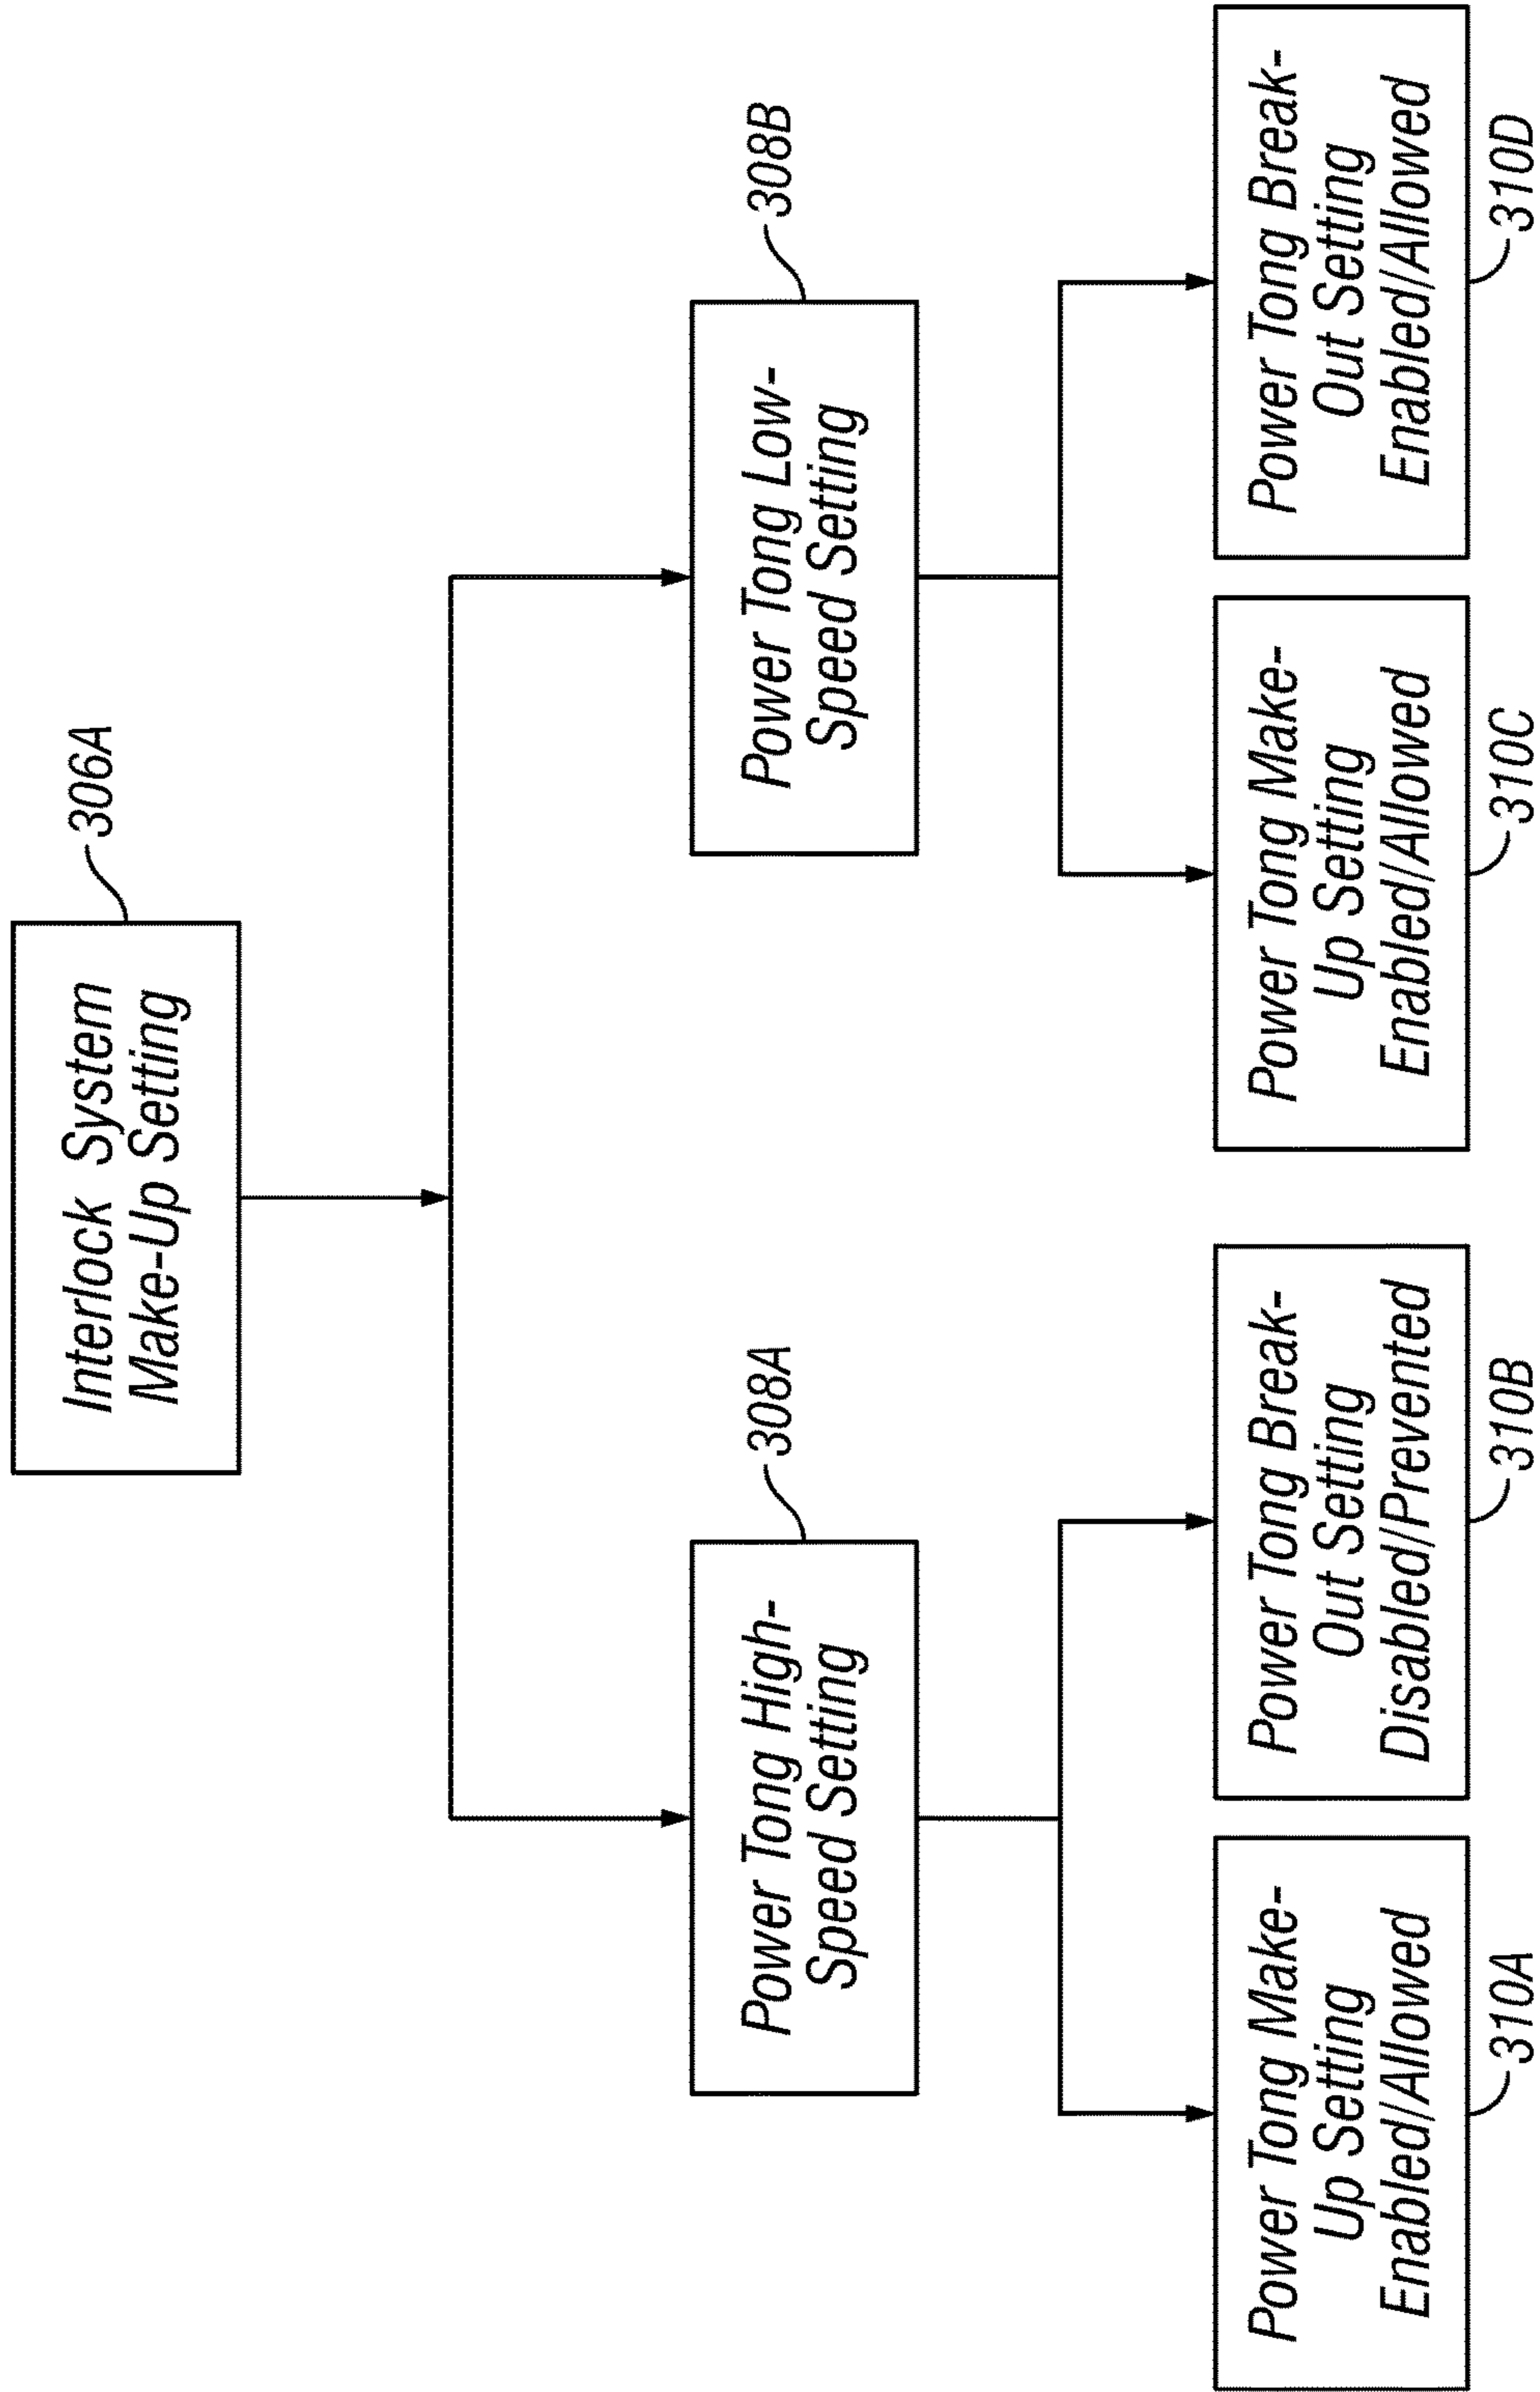 Interlock System
Make-Up Setting
306A
Power Tong High-
Speed Setting
308A
Power Tong Low-
Speed Setting
308B
Power Tong Make-
Up Setting
Enabled/Allowed
310A
Power Tong Break-
Out Setting
Disabled/Prevented
310B
Power Tong Make-
Up Setting
Enabled/Allowed
310C
Power Tong Break-
Out Setting
Enabled/Allowed
310D